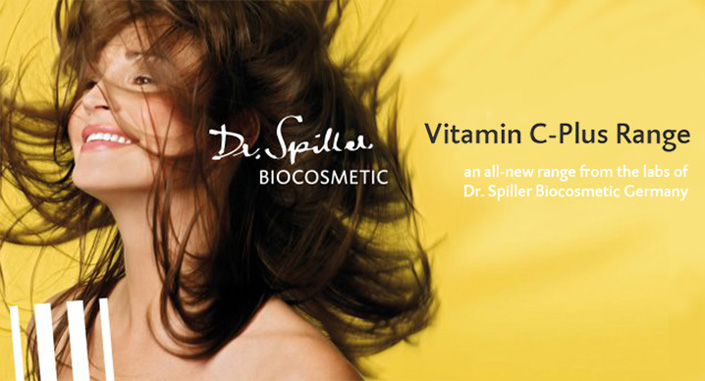 Dr. Spiller
BIOCOSMETIC
Vitamin C-Plus Range
an all-new range from the labs of
Dr. Spiller Biocosmetic Germany